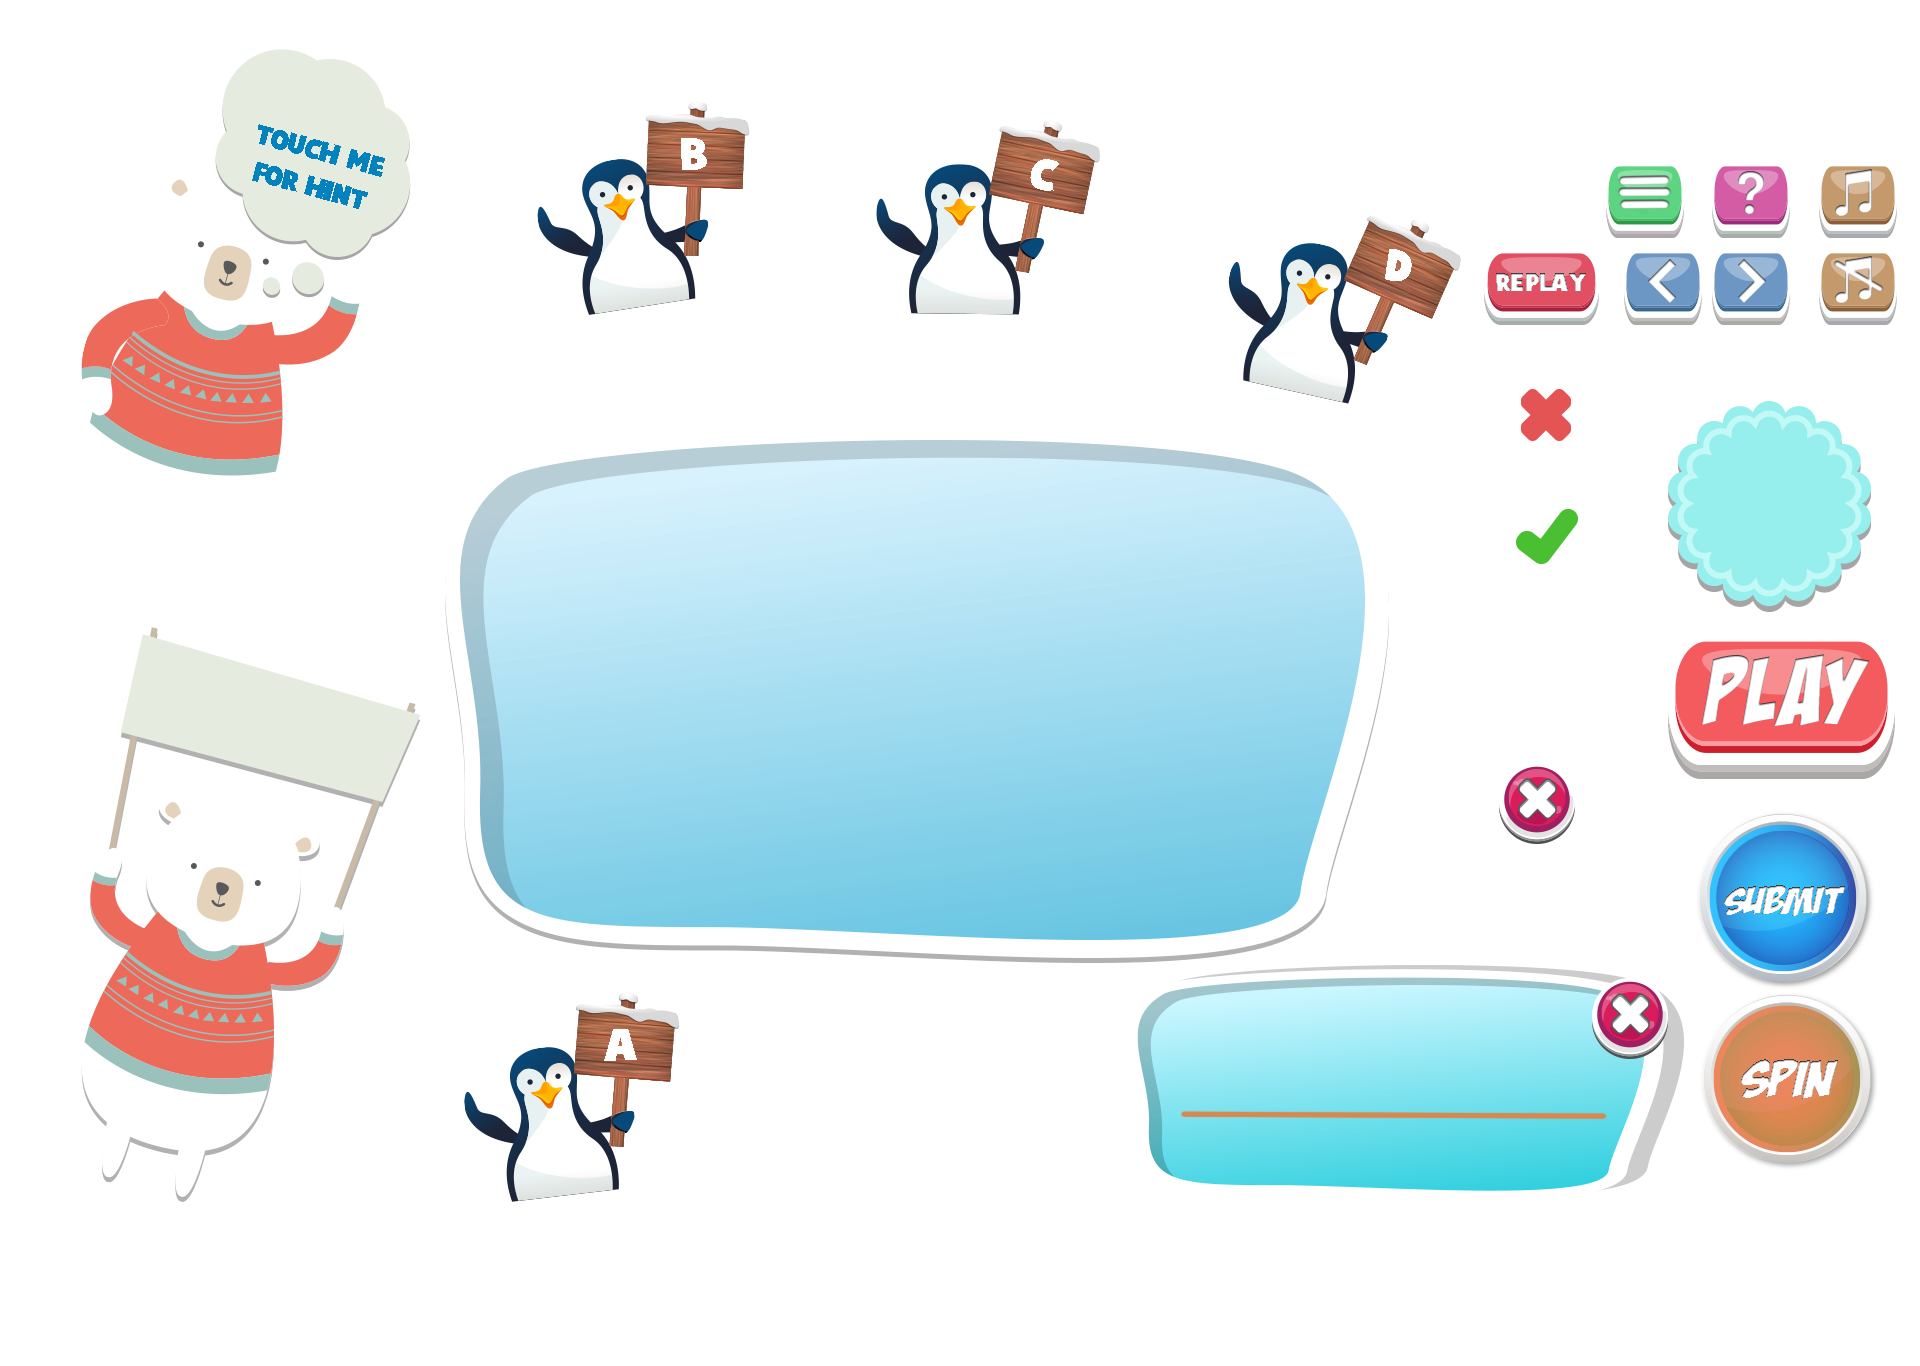 TOUCH ME
FOR HINT
B
C
D
?
REPLAY
PLAY
SUBMIT
A
SPIN